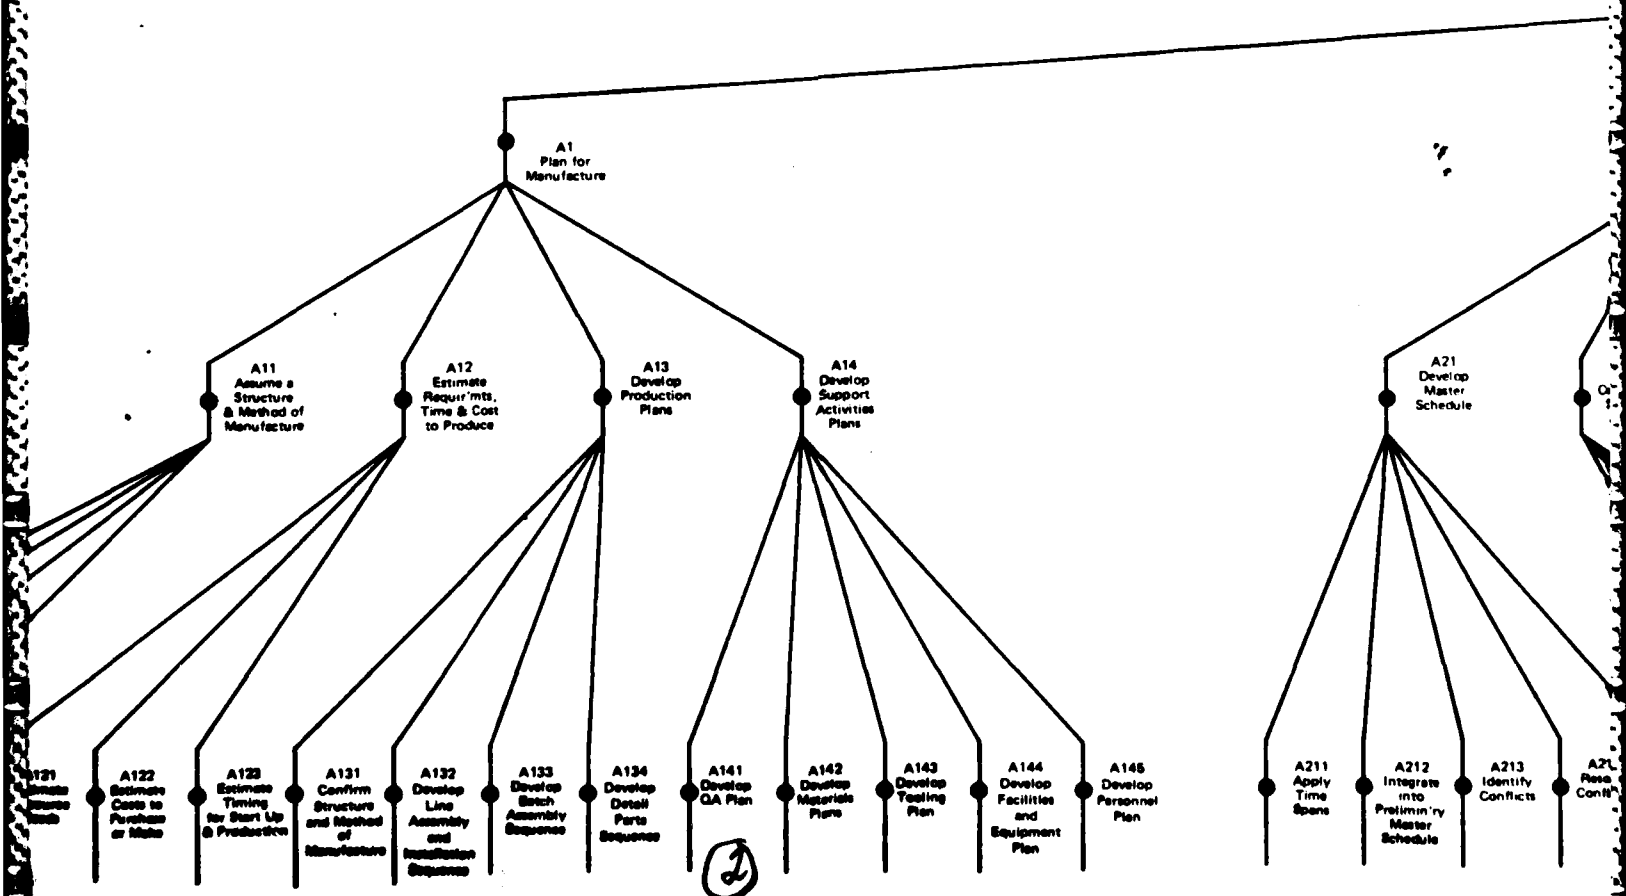 A1
Plan for
Manufacture
A11
Assume a
Structure
& Method of
Manufacture
A12
Estimate
Requir'mts,
Time & Cost
to Produce
A13
Develop
Production
Plans
A14
Develop
Support
Activities
Plans
A21
Develop
Master
Schedule
A121
A122
Estimate
Costs to
Purchase
or Make
A123
Estimate
Timing
for Start Up
& Production
A131
Confirm
Structure
and Method
of
Manufacture
A132
Develop
Line
Assembly
and
Installation
Sequence
A133
Develop
Batch
Assembly
Sequence
A134
Develop
Detail
Parts
Sequence
A141
Develop
QA Plan
A142
Develop
Materials
Plans
A143
Develop
Tooling
Plan
A144
Develop
Facilities
and
Equipment
Plan
A145
Develop
Personnel
Plan
A211
Apply
Time
Spans
A212
Integrate
into
Prelimin'ry
Master
Schedule
A213
Identify
Conflicts
2